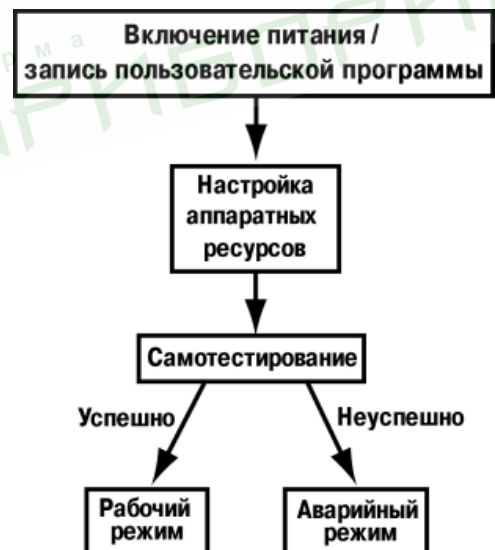 Включение питания /
запись пользовательской программы
Настройка
аппаратных
ресурсов
Самотестирование
Успешно
Неуспешно
Рабочий
режим
Аварийный
режим